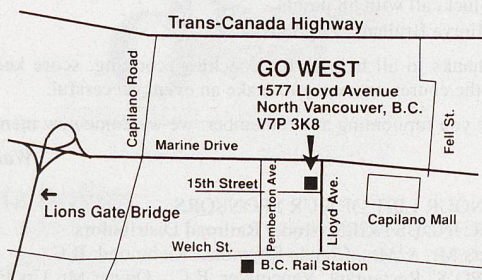 Trans-Canada Highway
GO WEST
1577 Lloyd Avenue
North Vancouver, B.C.
V7P 3K8
Capilano Road
Fell St.
Marine Drive
15th Street
Pemberton Ave.
Lloyd Ave.
Capilano Mall
Lions Gate Bridge
Welch St.
B.C. Rail Station